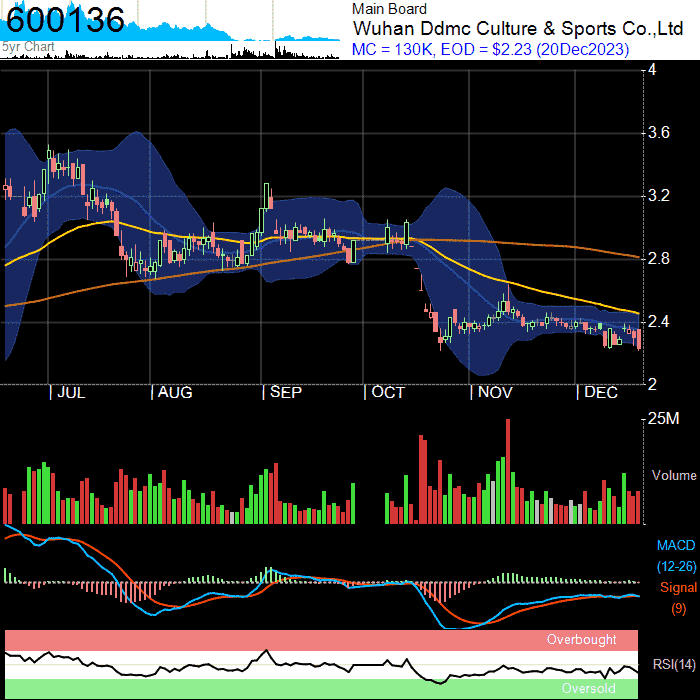 600136
5yr Chart
Main Board
Wuhan Ddmc Culture & Sports Co.,Ltd
MC = 130K, EOD = $2.23 (20Dec2023)
4
3.6
3.2
2.8
2.4
2
| JUL | AUG | SEP | OCT | NOV | DEC
25M
Volume
MACD
(12-26)
Signal
(9)
Overbought
RSI(14)
Oversold